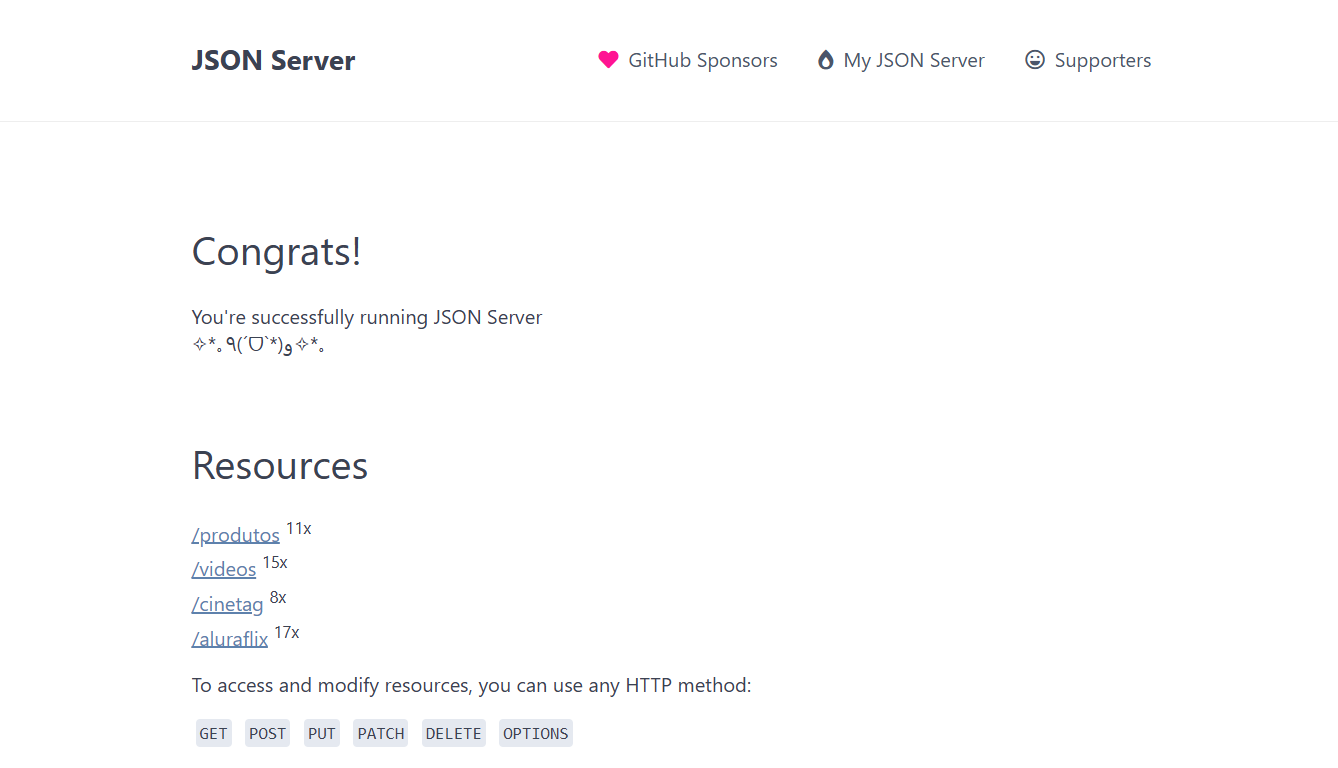 JSON Server
GitHub Sponsors
My JSON Server
Supporters
Congrats!
You're successfully running JSON Server
✧*｡٩(ˊᗜˋ*)و✧*｡
Resources
/produtos 11x
/videos 15x
/cinetag 8x
/aluraflix 17x
To access and modify resources, you can use any HTTP method:
GET POST PUT PATCH DELETE OPTIONS